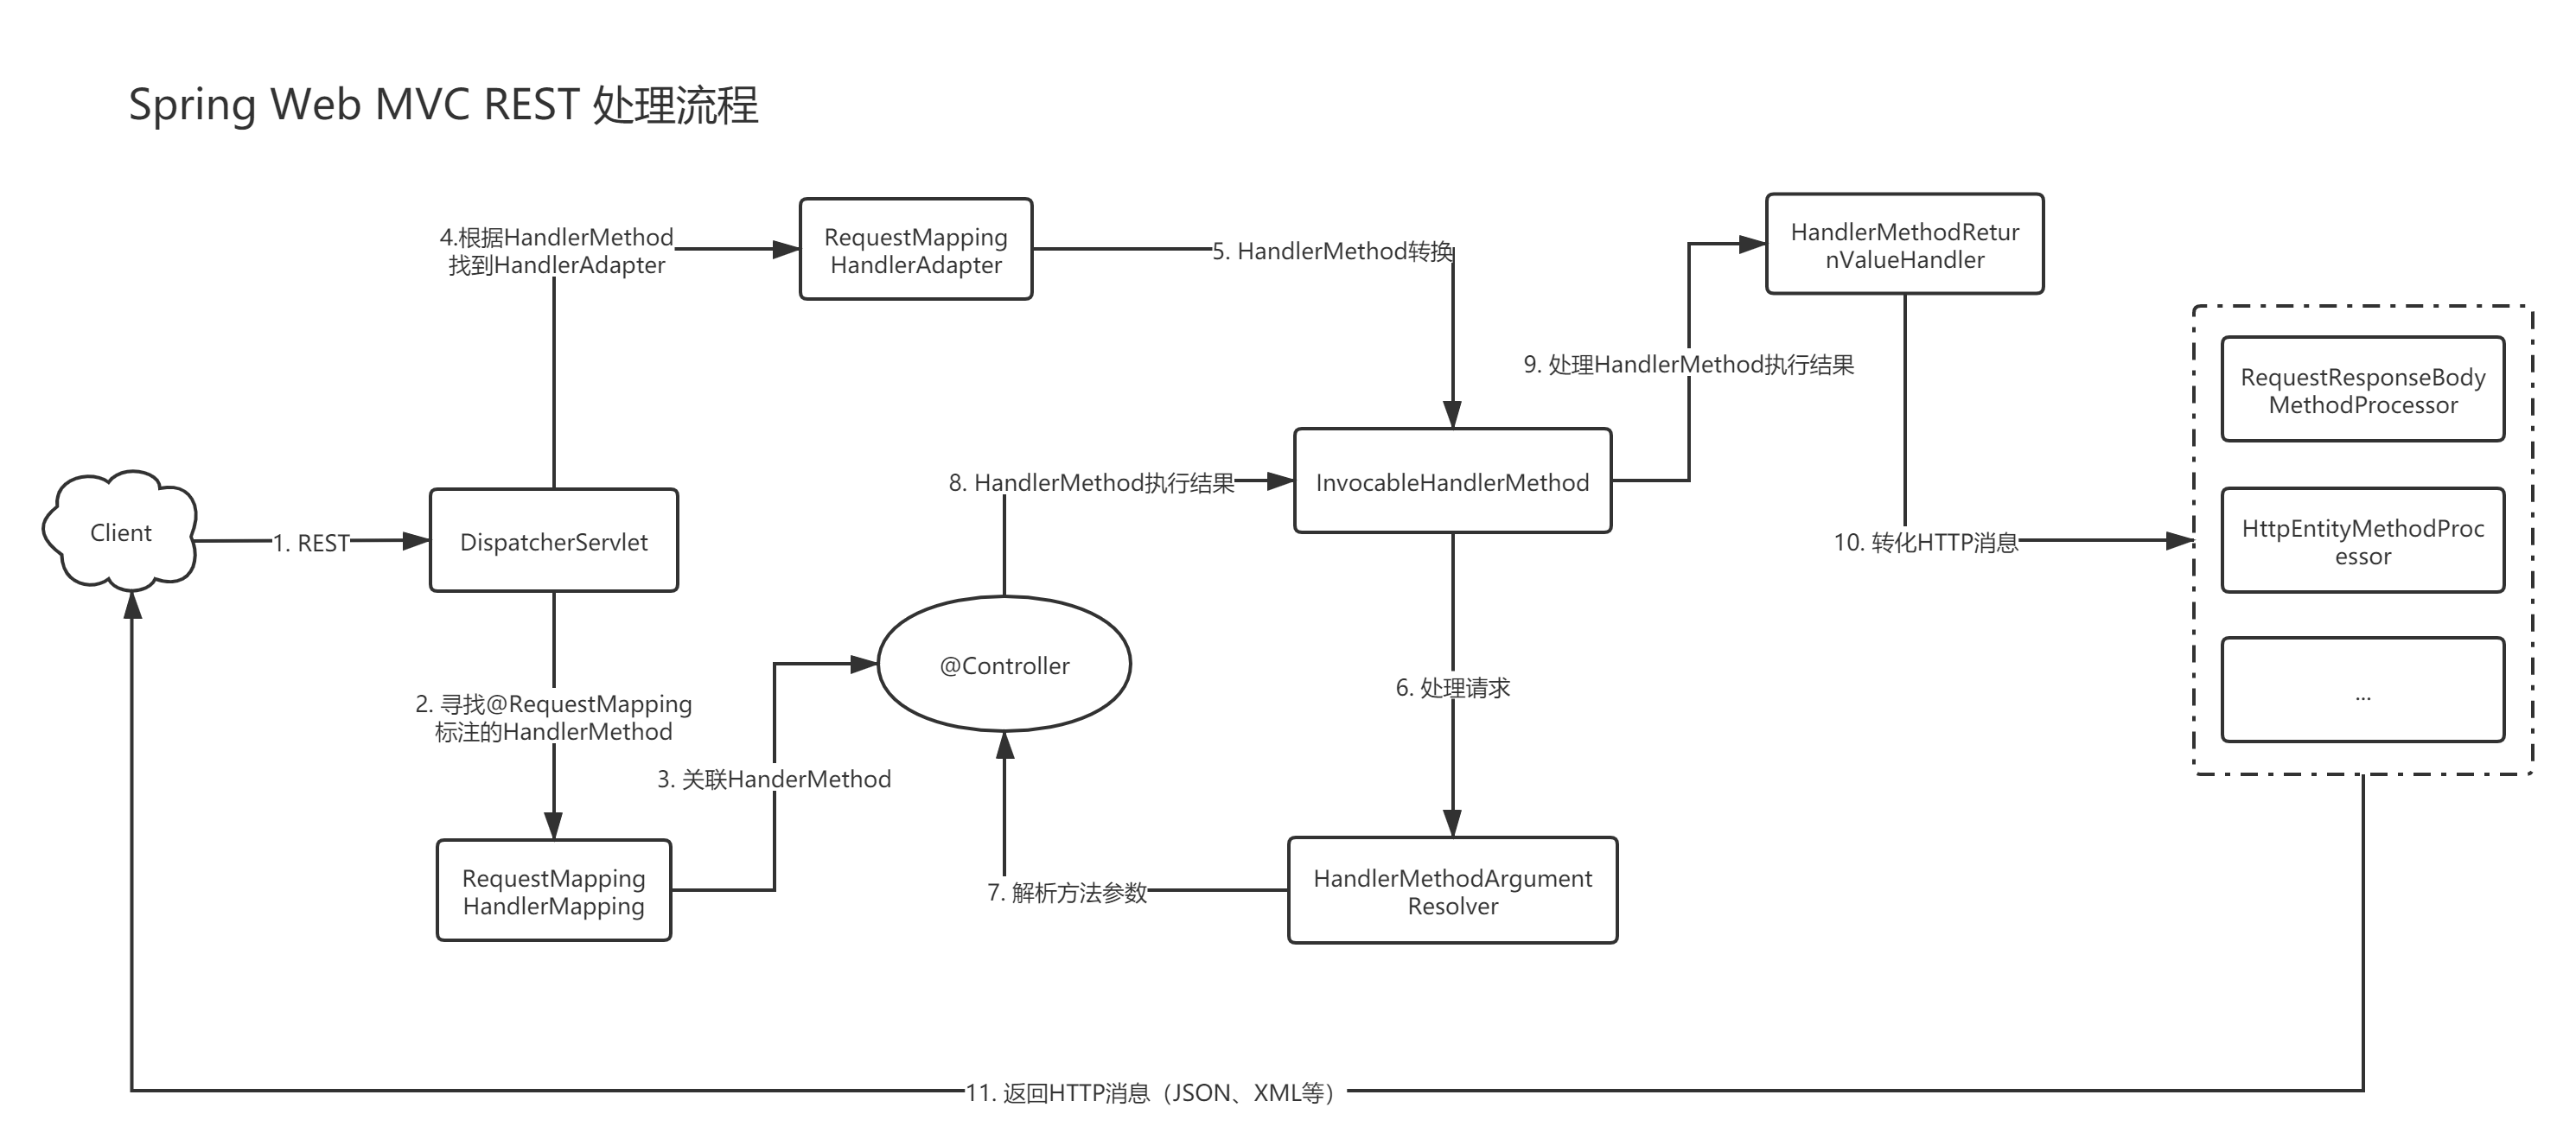 Spring Web MVC REST 处理流程
4.根据HandlerMethod
找到HandlerAdapter
RequestMapping
HandlerAdapter
5. HandlerMethod转换
HandlerMethodRetur
nValueHandler
9. 处理HandlerMethod执行结果
RequestResponseBody
MethodProcessor
Client
1. REST
DispatcherServlet
8. HandlerMethod执行结果
InvocableHandlerMethod
10. 转化HTTP消息
HttpEntityMethodProc
essor
@Controller
6. 处理请求
...
2. 寻找@RequestMapping
标注的HandlerMethod
3. 关联HanderMethod
RequestMapping
HandlerMapping
7. 解析方法参数
HandlerMethodArgument
Resolver
11. 返回HTTP消息（JSON、XML等）